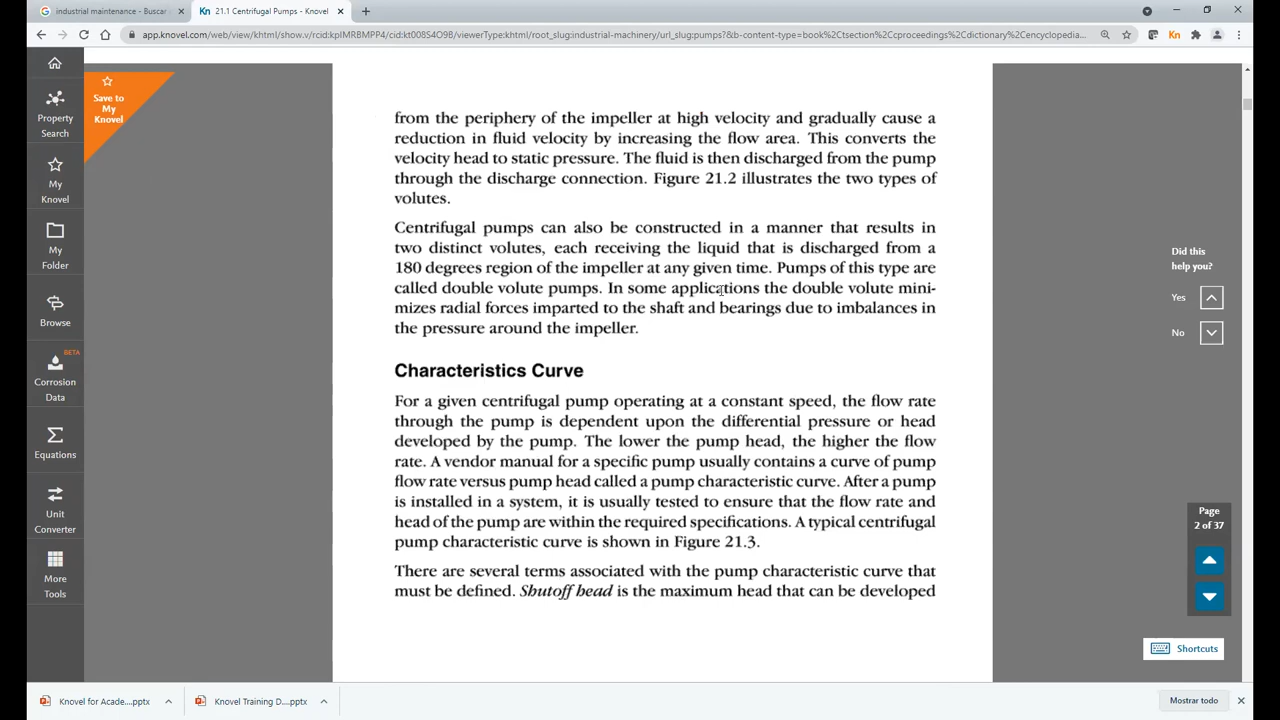 industrial maintenance - Buscar
Kn 21.1 Centrifugal Pumps - Knovel
app.knovel.com/web/view/khtml/show.v/rcid:kpIMRBMPP4/cid:kt008S4O98/viewerType:khtml/root_slug:industrial-machinery/url_slug:pumps?&b-content-type=book%2Ctsection%2Ccproceedings%2Cdictionary%2Cencyclopedia...
Kn
Save to
My
Knovel
Property
Search
My
Knovel
My
Folder
Browse
BETA
Corrosion
Data
Equations
Unit
Converter
More
Tools
from the periphery of the impeller at high velocity and gradually cause a
reduction in fluid velocity by increasing the flow area. This converts the
velocity head to static pressure. The fluid is then discharged from the pump
through the discharge connection. Figure 21.2 illustrates the two types of
volutes.
Centrifugal pumps can also be constructed in a manner that results in
two distinct volutes, each receiving the liquid that is discharged from a
180 degrees region of the impeller at any given time. Pumps of this type are
called double volute pumps. In some applications the double volute mini-
mizes radial forces imparted to the shaft and bearings due to imbalances in
the pressure around the impeller.
Characteristics Curve
For a given centrifugal pump operating at a constant speed, the flow rate
through the pump is dependent upon the differential pressure or head
developed by the pump. The lower the pump head, the higher the flow
rate. A vendor manual for a specific pump usually contains a curve of pump
flow rate versus pump head called a pump characteristic curve. After a pump
is installed in a system, it is usually tested to ensure that the flow rate and
head of the pump are within the required specifications. A typical centrifugal
pump characteristic curve is shown in Figure 21.3.
There are several terms associated with the pump characteristic curve that
must be defined. Shutoff head is the maximum head that can be developed
Did this
help you?
Yes
No
Page
2 of 37
Shortcuts
Knovel for Acade....pptx
Knovel Training D....pptx
Mostrar todo